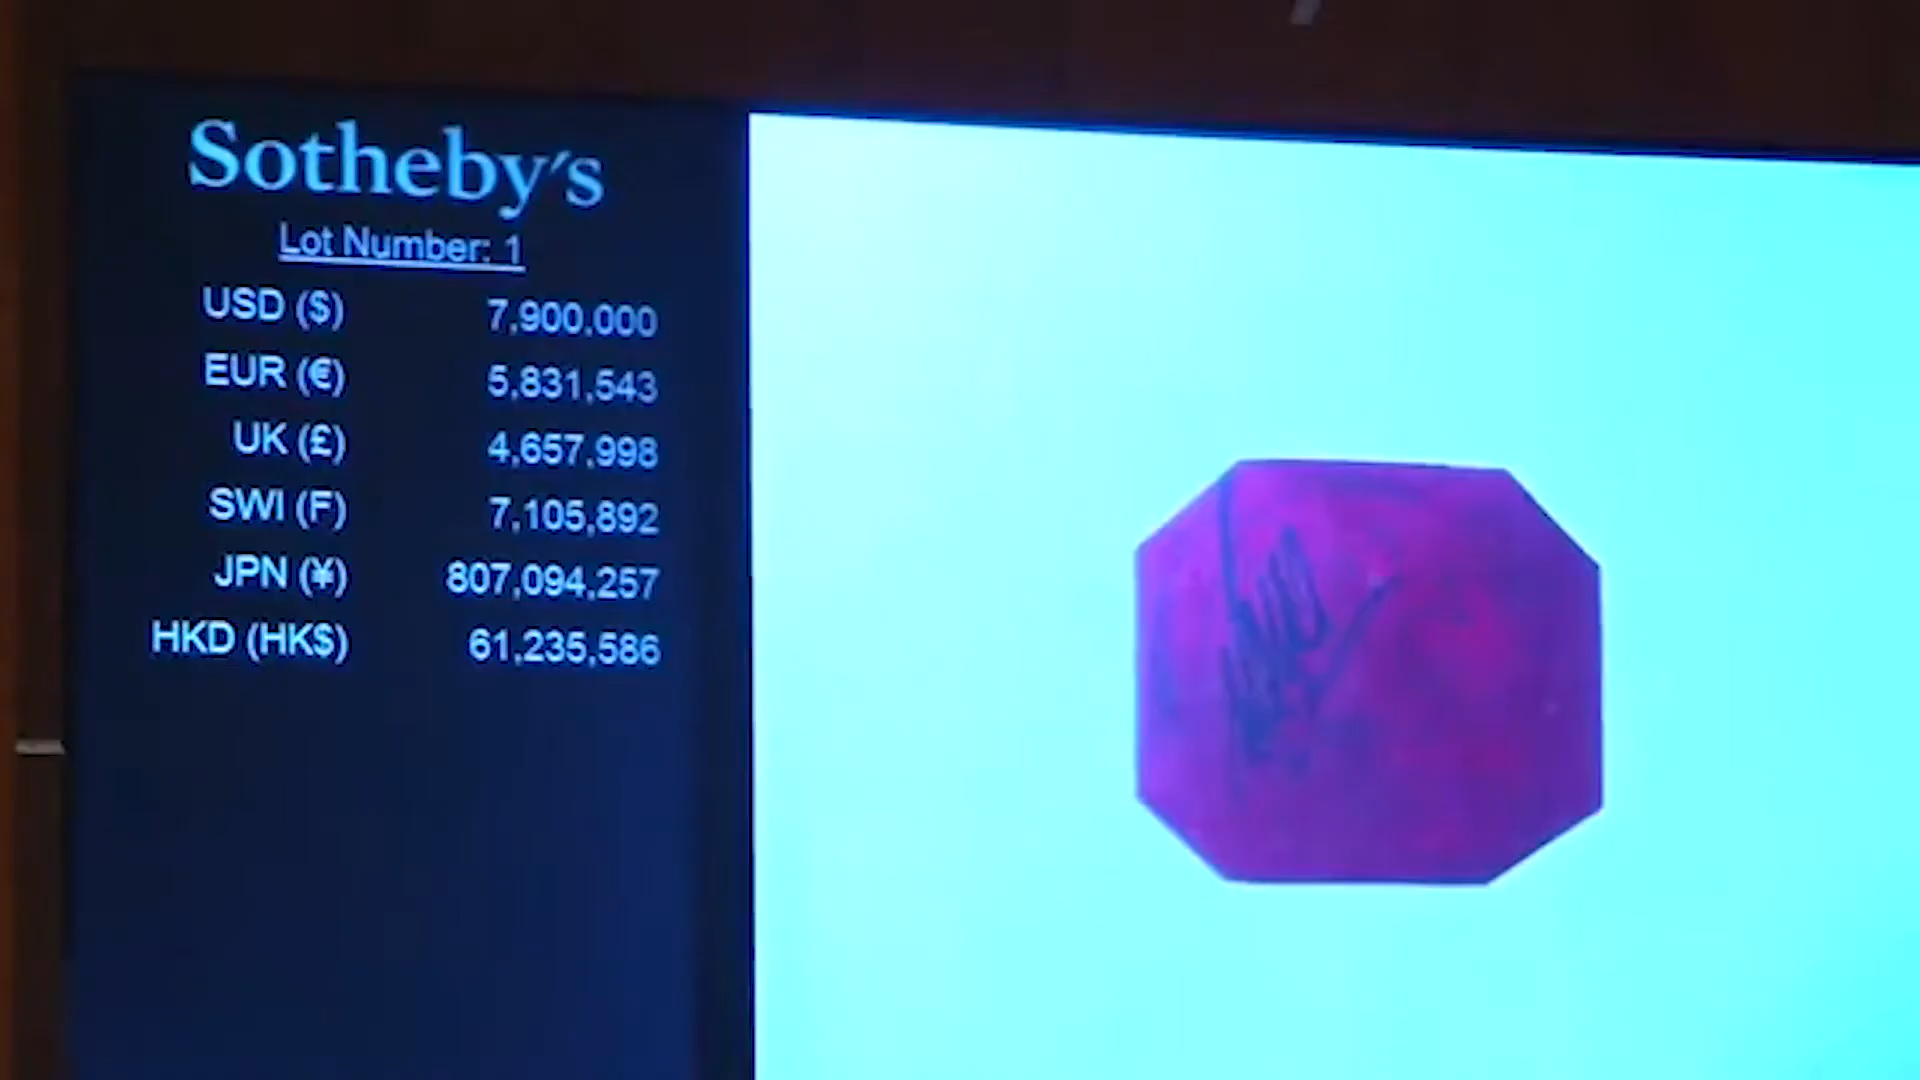 Sotheby's
Lot Number: 1
USD ($) 7,900,000
EUR (€) 5,831,543
UK (£) 4,657,998
SWI (F) 7,105,892
JPN (¥) 807,094,257
HKD (HK$) 61,235,586